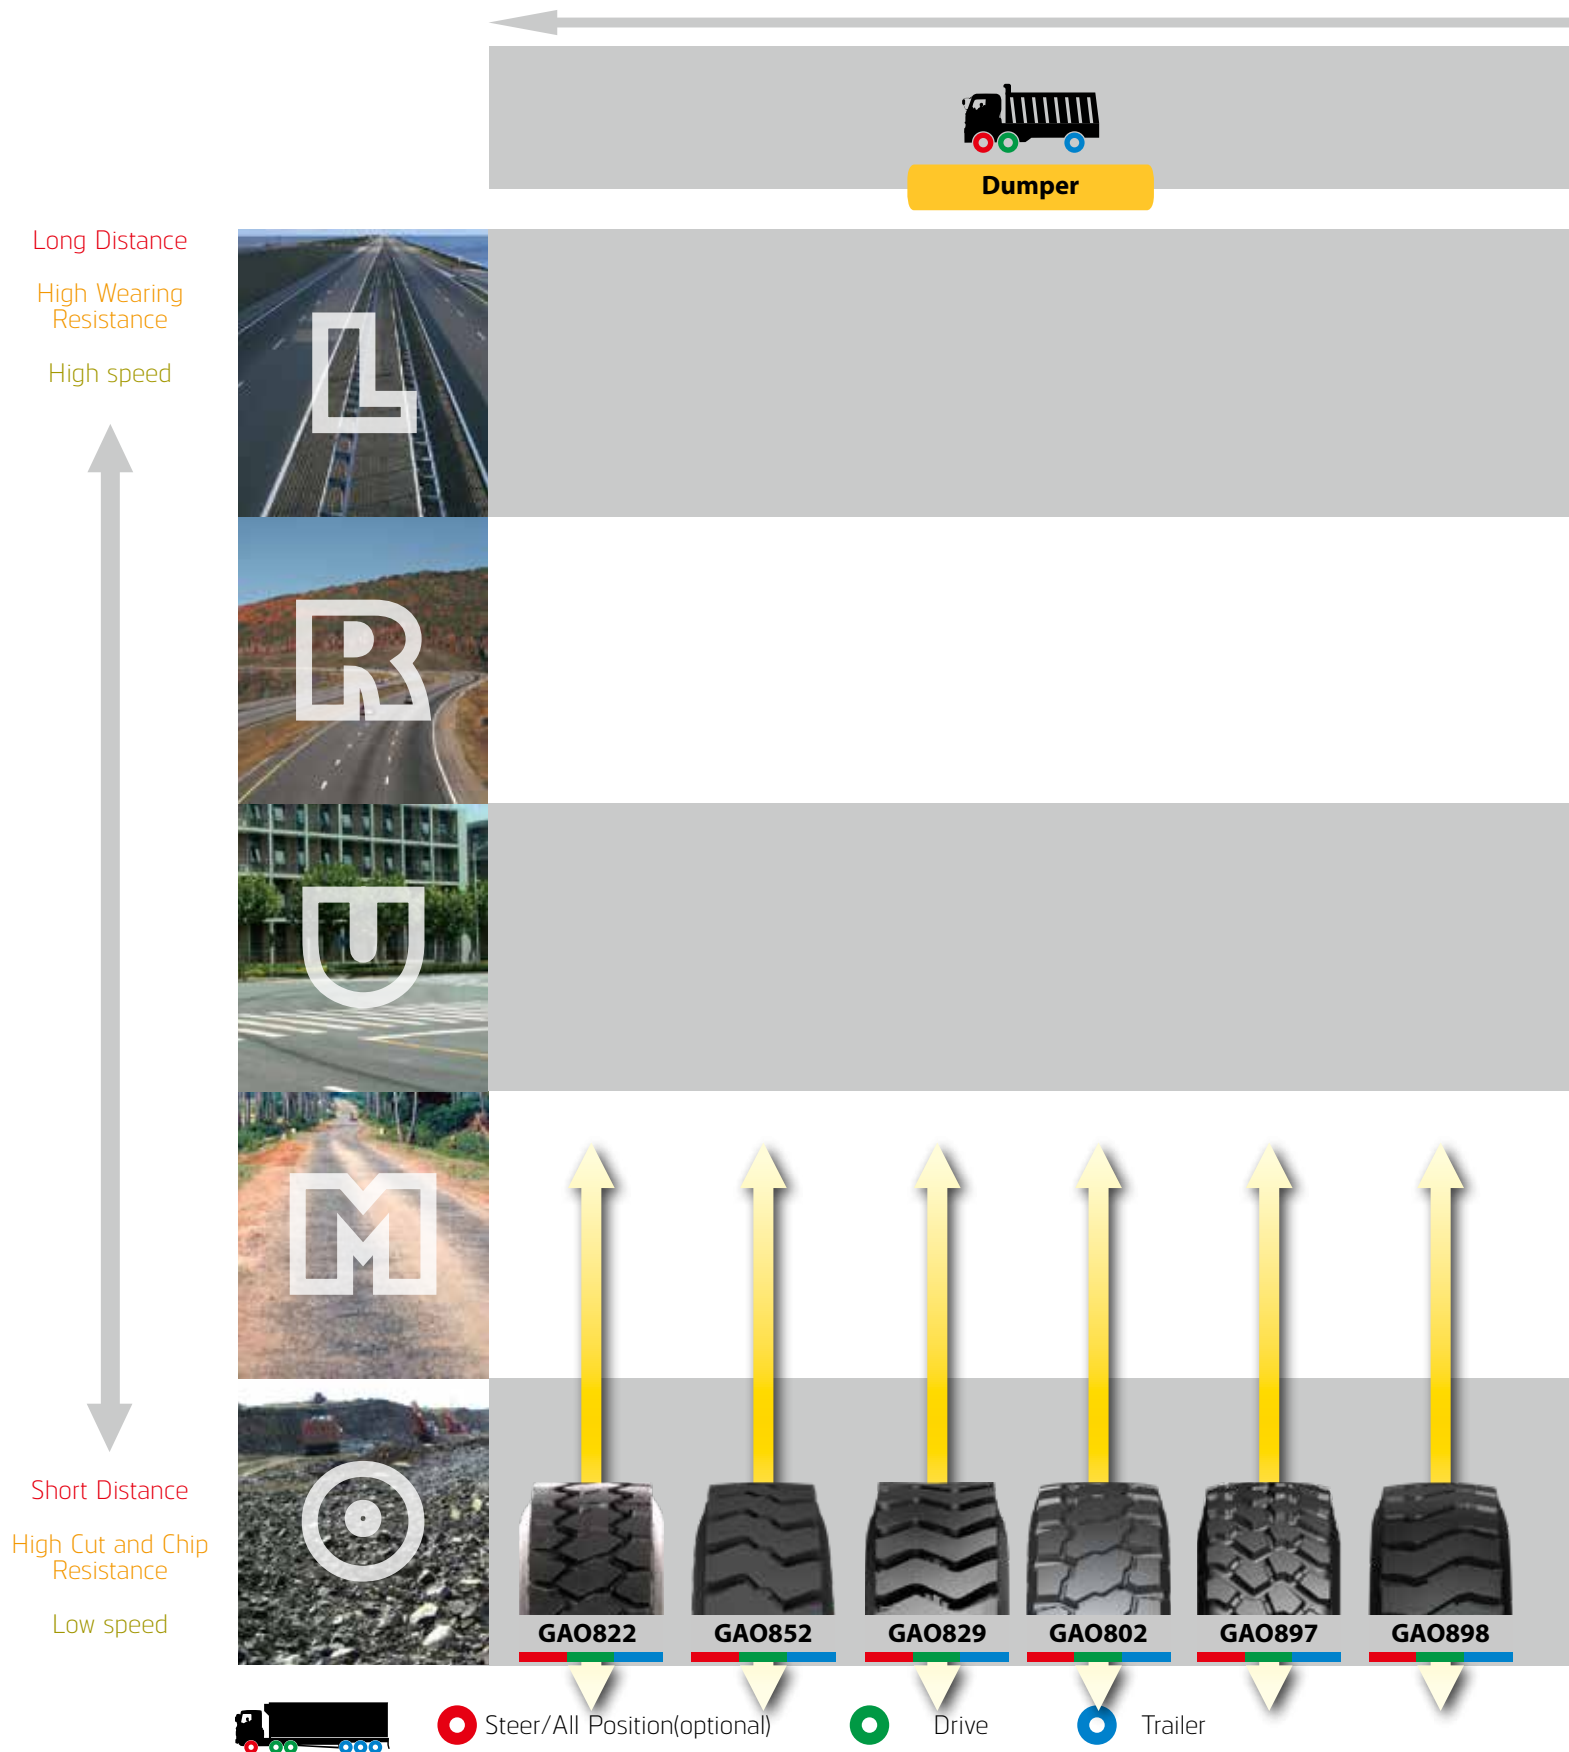 Dumper
Long Distance
High Wearing
Resistance
High speed
L
R
U
M
O
Short Distance
High Cut and Chip
Resistance
Low speed
GAO822
GAO852
GAO829
GAO802
GAO897
GAO898
Steer/All Position(optional)
Drive
Trailer